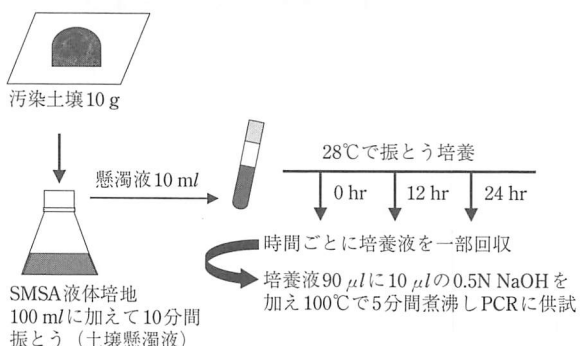 汚染土壌10 g
懸濁液10 ml
28℃で振とう培養
0 hr
12 hr
24 hr
時間ごとに培養液を一部回収
培養液90 μlに10 μlの0.5N NaOHを
加え100℃で5分間煮沸しPCRに供試
SMSA液体培地
100 mlに加えて10分間
振とう（土壌懸濁液）